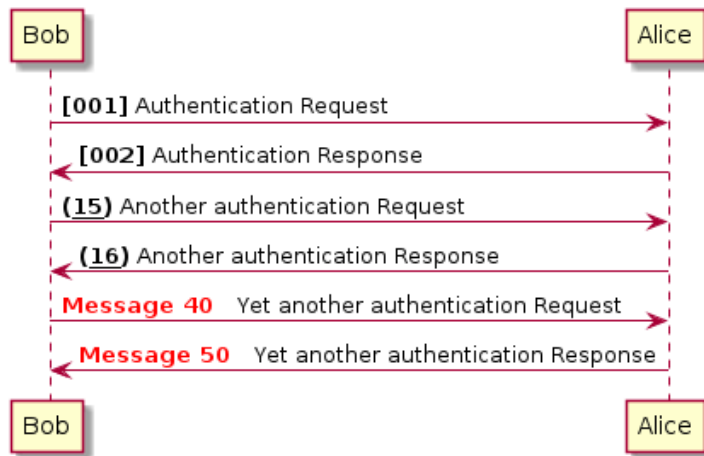 Bob Alice
[001] Authentication Request
[002] Authentication Response
(15) Another authentication Request
(16) Another authentication Response
Message 40 Yet another authentication Request
Message 50 Yet another authentication Response
Bob Alice